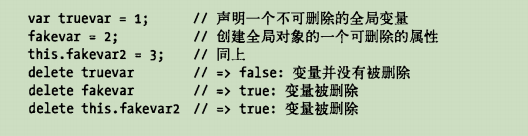 var truevar = 1;      // 声明一个不可删除的全局变量
fakevar = 2;          // 创建全局对象的一个可删除的属性
this.fakevar2 = 3;    // 同上
delete truevar        // => false: 变量并没有被删除
delete fakevar        // => true: 变量被删除
delete this.fakevar2  // => true: 变量被删除